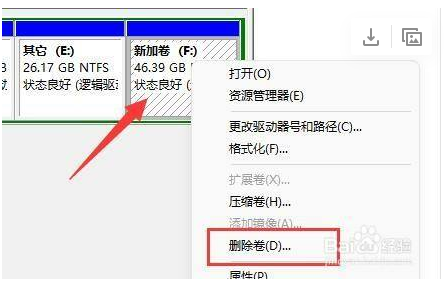 其它 (E:)
26.17 GB NTFS
状态良好 (逻辑驱动
新加卷 (F:)
46.39 GB
状态良好 (
打开(O)
资源管理器(E)
更改驱动器号和路径(C)...
格式化(F)...
扩展卷(X)...
压缩卷(H)...
添加镜像(A)...
删除卷(D)...
属性(P)
Baidu 经验